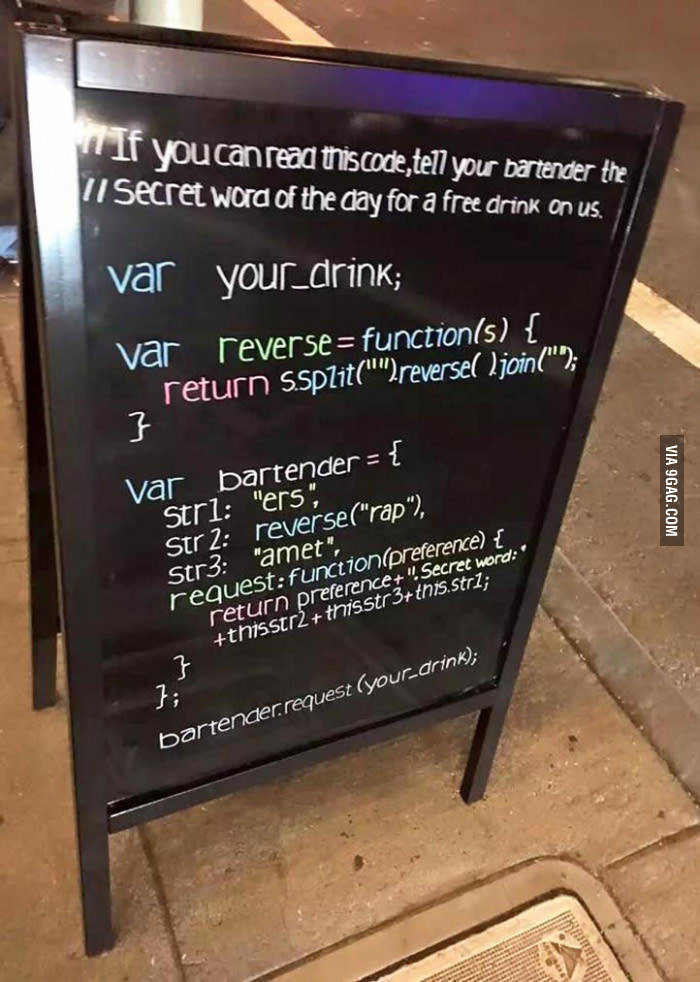 // If you can read this code, tell your bartender the
// Secret word of the day for a free drink on us.
var your_drink;
var reverse = function(s) {
return s.split("").reverse( ).join("");
}
var bartender = {
str1: "ers",
str2: reverse("rap"),
str3: "amet",
request: function(preference) {
return preference+ ". Secret word: "
+this.str2+this.str3+this.str1;
}
};
bartender.request (your_drink);
VIA 9GAG.COM